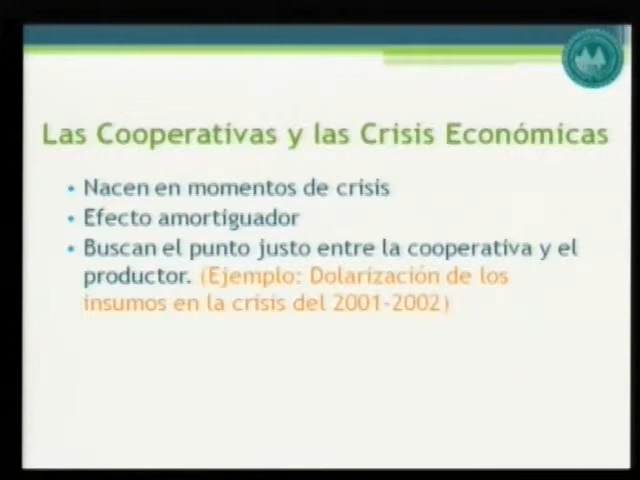 Las Cooperativas y las Crisis Económicas
• Nacen en momentos de crisis
• Efecto amortiguador
• Buscan el punto justo entre la cooperativa y el
productor. (Ejemplo: Dolarización de los
insumos en la crisis del 2001-2002)